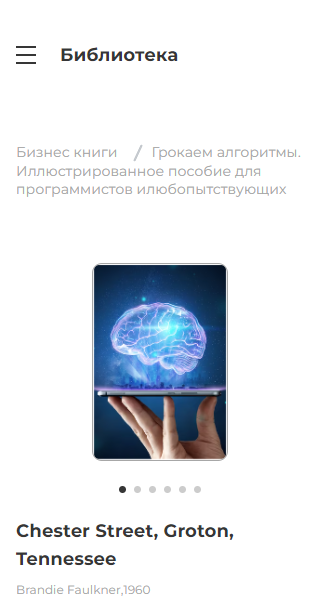 Библиотека
Бизнес книги / Грокаем алгоритмы.
Иллюстрированное пособие для
программистов илюбопытствующих
Chester Street, Groton,
Tennessee
Brandie Faulkner,1960